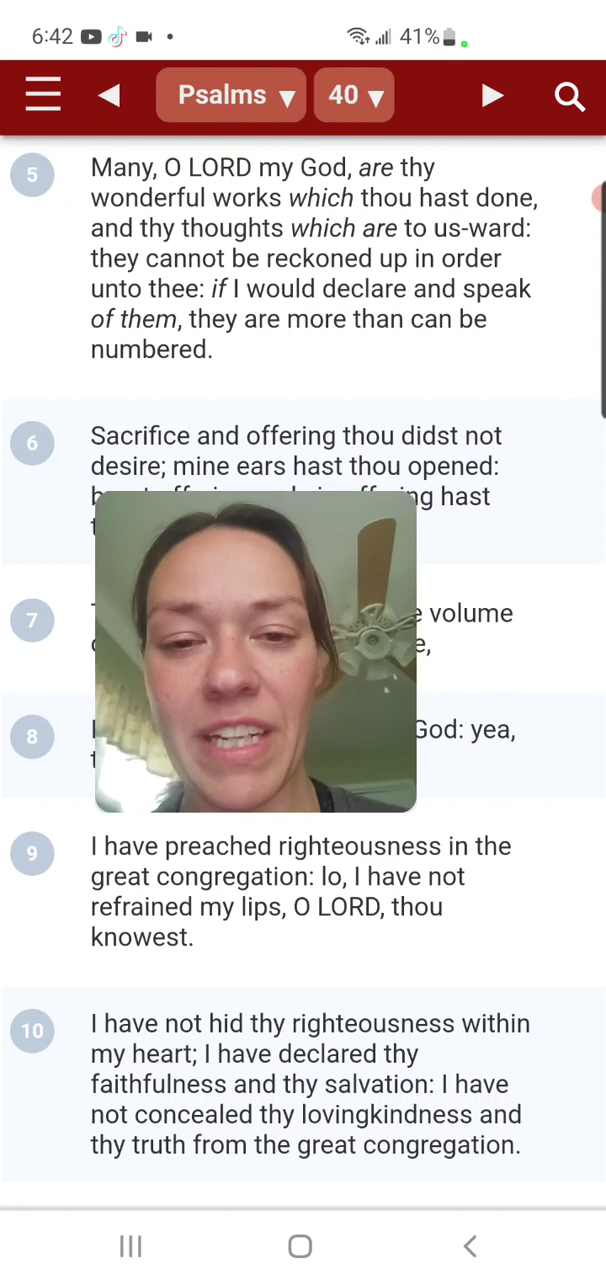 6:42
41%
Psalms ▼
40 ▼
5
Many, O LORD my God, are thy
wonderful works which thou hast done,
and thy thoughts which are to us-ward:
they cannot be reckoned up in order
unto thee: if I would declare and speak
of them, they are more than can be
numbered.
6
Sacrifice and offering thou didst not
desire; mine ears hast thou opened:
hast
7
volume
8
God: yea,
9
I have preached righteousness in the
great congregation: lo, I have not
refrained my lips, O LORD, thou
knowest.
10
I have not hid thy righteousness within
my heart; I have declared thy
faithfulness and thy salvation: I have
not concealed thy lovingkindness and
thy truth from the great congregation.